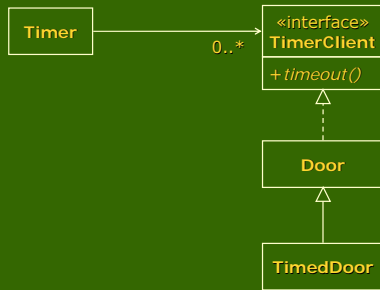 Timer
0..*
«interface»
TimerClient
+timeout()
Door
TimedDoor